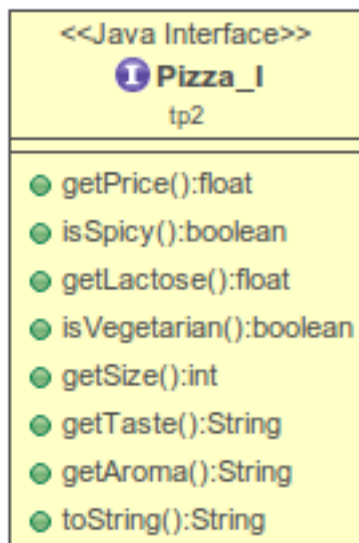 <<Java Interface>>
I Pizza_I
tp2
getPrice():float
isSpicy():boolean
getLactose():float
isVegetarian():boolean
getSize():int
getTaste():String
getAroma():String
toString():String